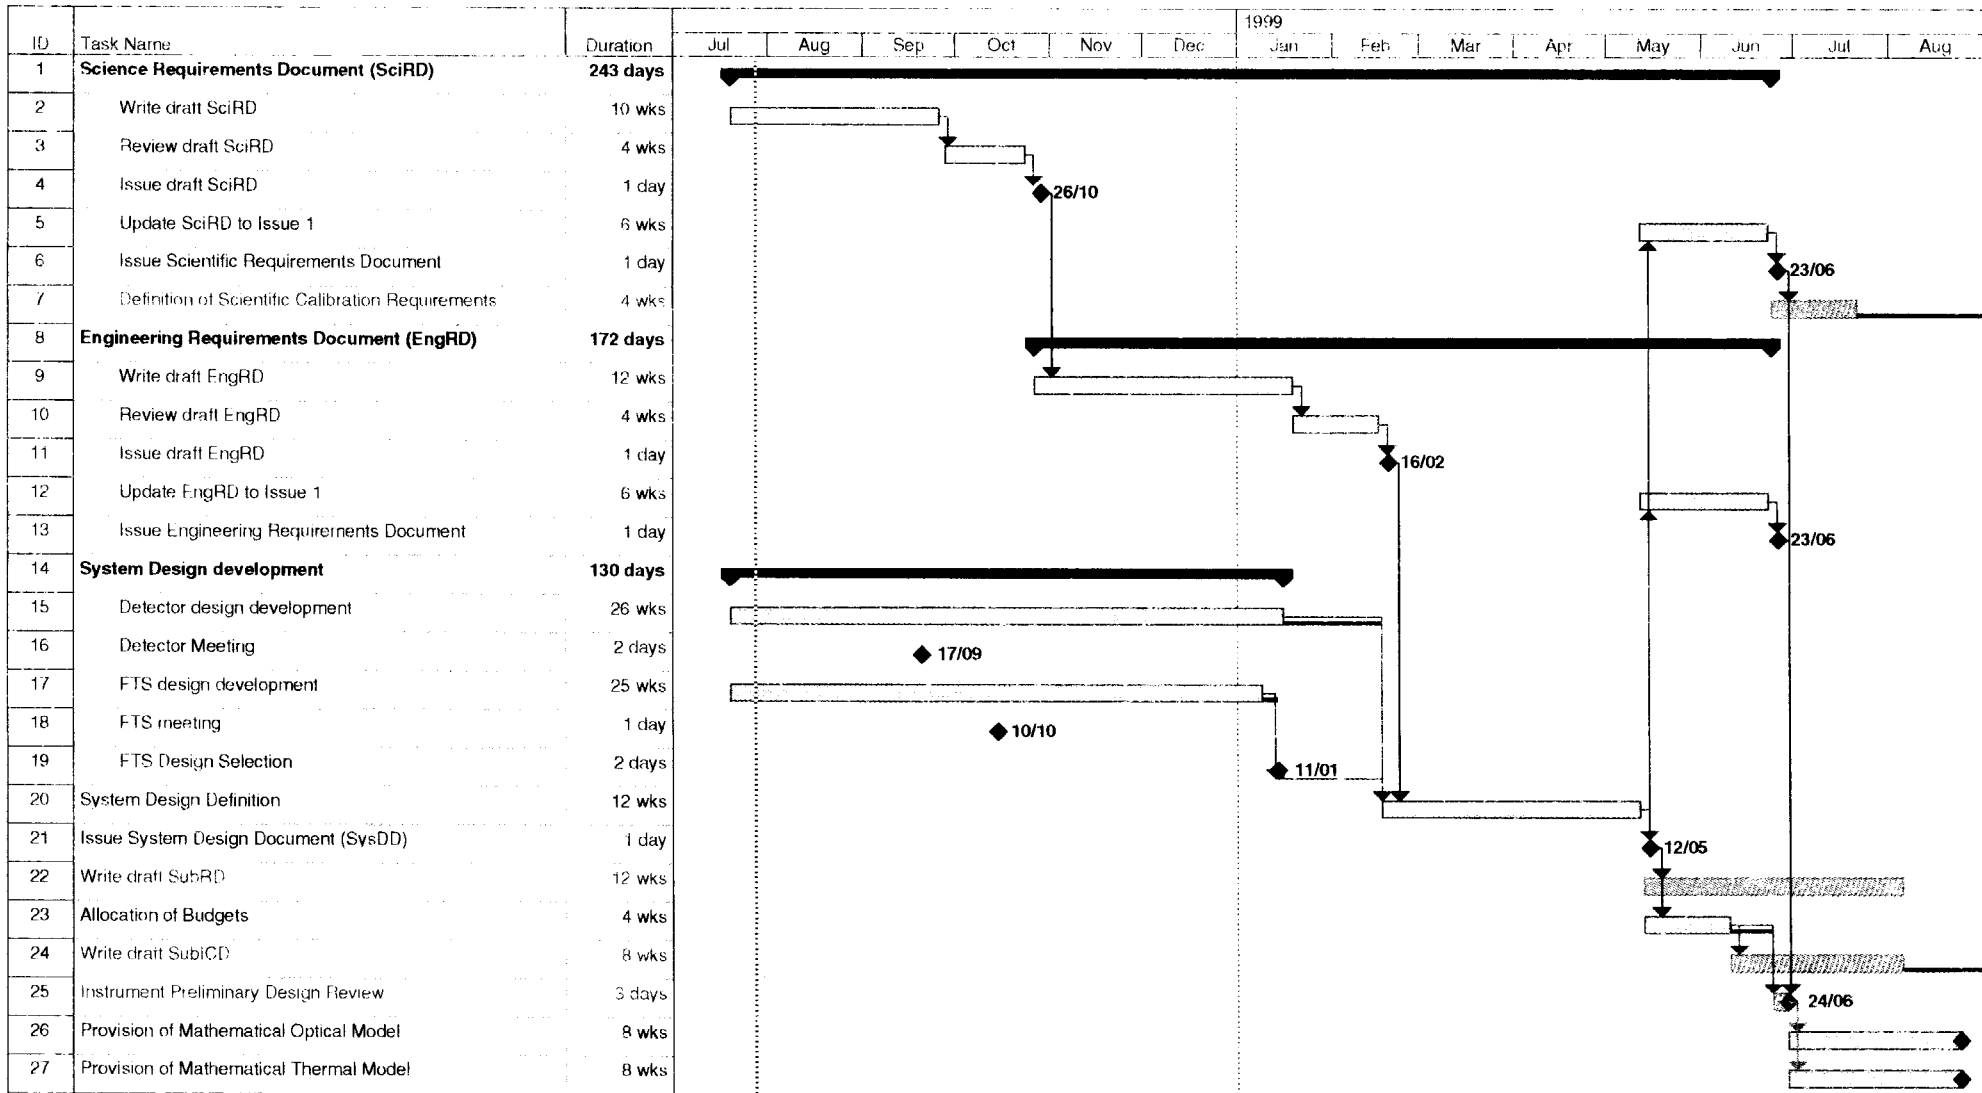 1999
ID Task Name Duration Jul Aug Sep Oct Nov Dec Jan Feb Mar Apr May Jun Jul Aug
1 Science Requirements Document (SciRD) 243 days
2 Write draft SciRD 10 wks
3 Review draft SciRD 4 wks
4 Issue draft SciRD 1 day 26/10
5 Update SciRD to Issue 1 6 wks
6 Issue Scientific Requirements Document 1 day 23/06
7 Definition of Scientific Calibration Requirements 4 wks
8 Engineering Requirements Document (EngRD) 172 days
9 Write draft EngRD 12 wks
10 Review draft EngRD 4 wks
11 Issue draft EngRD 1 day 16/02
12 Update EngRD to Issue 1 6 wks
13 Issue Engineering Requirements Document 1 day 23/06
14 System Design development 130 days
15 Detector design development 26 wks
16 Detector Meeting 2 days 17/09
17 FTS design development 25 wks
18 FTS meeting 1 day 10/10
19 FTS Design Selection 2 days 11/01
20 System Design Definition 12 wks
21 Issue System Design Document (SysDD) 1 day 12/05
22 Write draft SubRD 12 wks
23 Allocation of Budgets 4 wks
24 Write draft SubICD 8 wks
25 Instrument Preliminary Design Review 3 days 24/06
26 Provision of Mathematical Optical Model 8 wks
27 Provision of Mathematical Thermal Model 8 wks